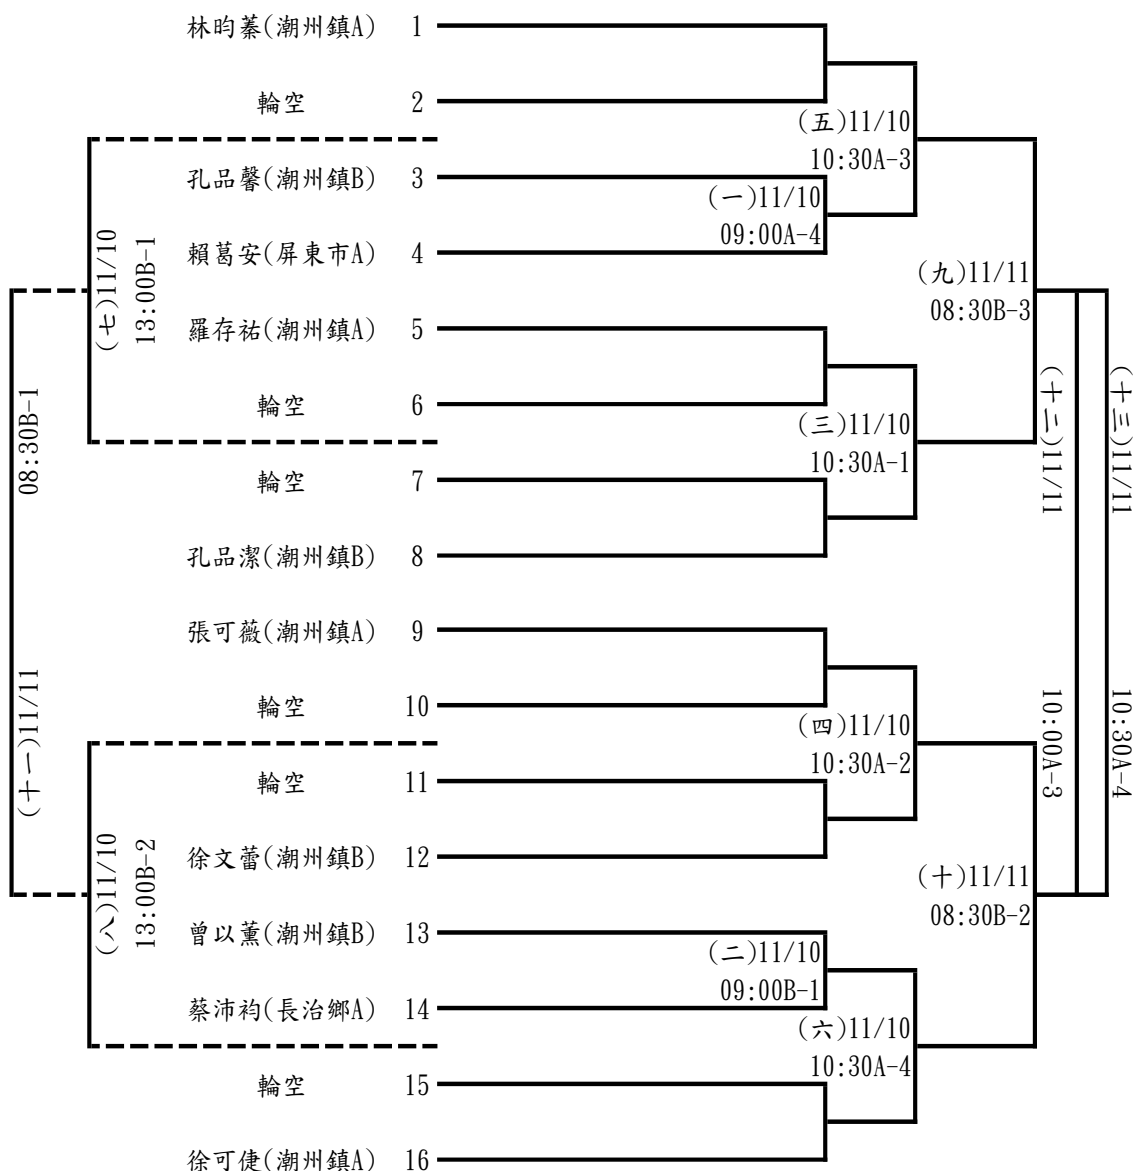 林昀蓁(潮州鎮A) 1
輪空 2
(五)11/10
10:30A-3
孔品馨(潮州鎮B) 3
(一)11/10
09:00A-4
賴葛安(屏東市A) 4
(七)11/10
13:00B-1
(九)11/11
08:30B-3
羅存祐(潮州鎮A) 5
輪空 6
(三)11/10
10:30A-1
輪空 7
孔品潔(潮州鎮B) 8
(十一)11/11
08:30B-1
(十二)11/11
10:00A-3
(十三)11/11
10:30A-4
張可薇(潮州鎮A) 9
輪空 10
(四)11/10
10:30A-2
輪空 11
徐文蕾(潮州鎮B) 12
(八)11/10
13:00B-2
(十)11/11
08:30B-2
曾以薰(潮州鎮B) 13
(二)11/10
09:00B-1
蔡沛袀(長治鄉A) 14
(六)11/10
10:30A-4
輪空 15
徐可倢(潮州鎮A) 16